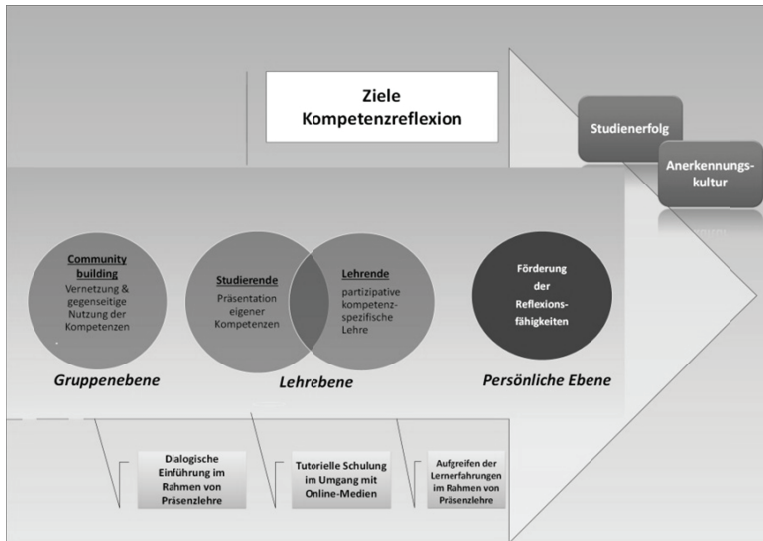 Ziele
Kompetenzreflexion
Studienerfolg
Anerkennungs-
kultur
Community
building
Vernetzung &
gegenseitige
Nutzung der
Kompetenzen
Studierende
Präsentation
eigener
Kompetenzen
Lehrende
partizipative
kompetenz-
spezifische
Lehre
Förderung
der
Reflexions-
fähigkeiten
Gruppenebene
Lehrebene
Persönliche Ebene
Dalogische
Einführung im
Rahmen von
Präsenzlehre
Tutorielle Schulung
im Umgang mit
Online-Medien
Aufgreifen der
Lernerfahrungen
im Rahmen von
Präsenzlehre